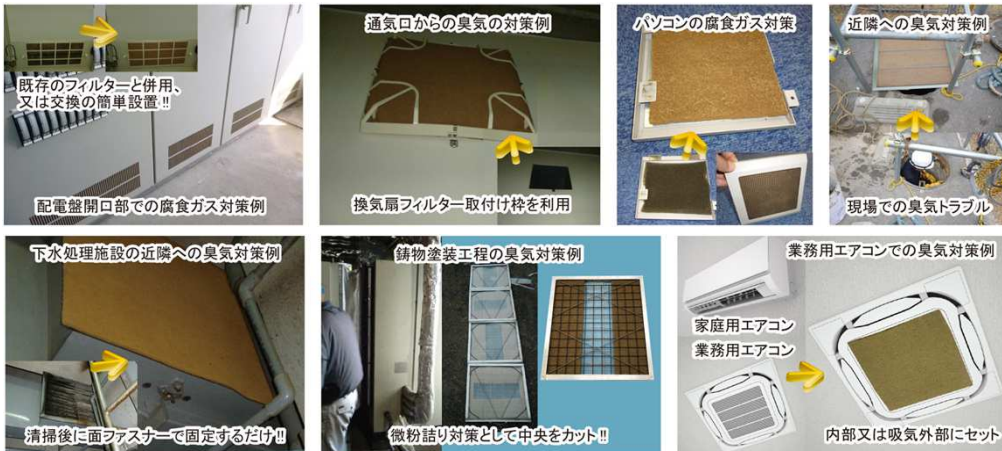 既存のフィルターと併用、
又は交換の簡単設置!!
配電盤開口部での腐食ガス対策例
通気口からの臭気の対策例
換気扇フィルター取付け枠を利用
パソコンの腐食ガス対策
近隣への臭気の対策例
現場での臭気トラブル
下水処理施設の近隣への臭気の対策例
清掃後に面ファスナーで固定するだけ!!
鋳物塗装工程の臭気対策例
微粉詰り対策として中央をカット!!
業務用エアコンでの臭気対策例
家庭用エアコン
業務用エアコン
内部又は吸気外部にセット